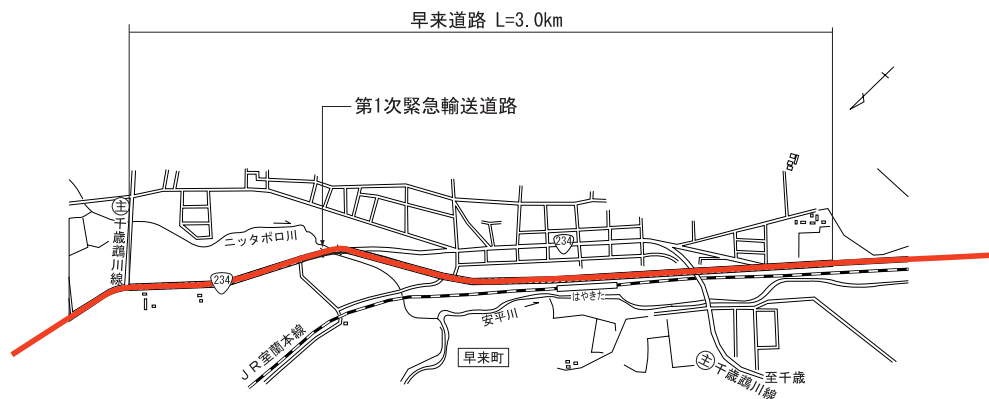 早来道路 L=3.0km
第1次緊急輸送道路
主
千歳鵡川線
ニッタポロ川
234
234
はやきた
安平川
JR室蘭本線
早来町
主千歳鵡川線
至千歳